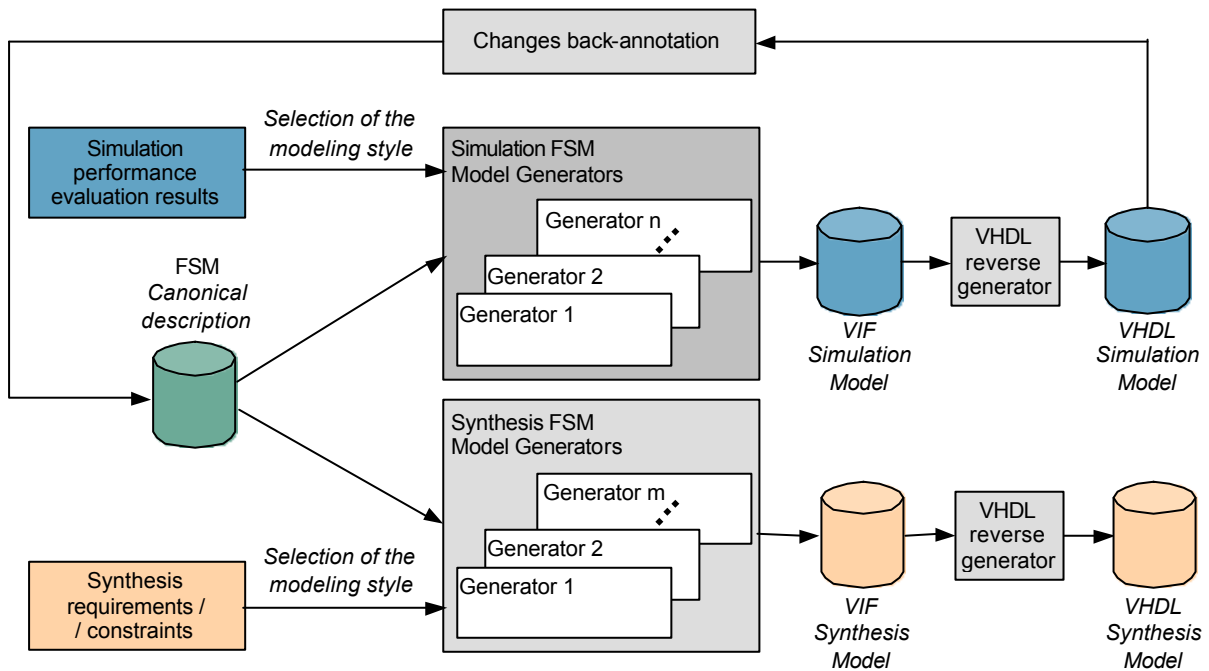 Changes back-annotation
Selection of the
modeling style
Simulation
performance
evaluation results
Simulation FSM
Model Generators
Generator n
Generator 2
Generator 1
VHDL
reverse
generator
FSM
Canonical
description
VIF
Simulation
Model
VHDL
Simulation
Model
Synthesis FSM
Model Generators
Generator m
Generator 2
Generator 1
VHDL
reverse
generator
Selection of the
modeling style
Synthesis
requirements /
/ constraints
VIF
Synthesis
Model
VHDL
Synthesis
Model